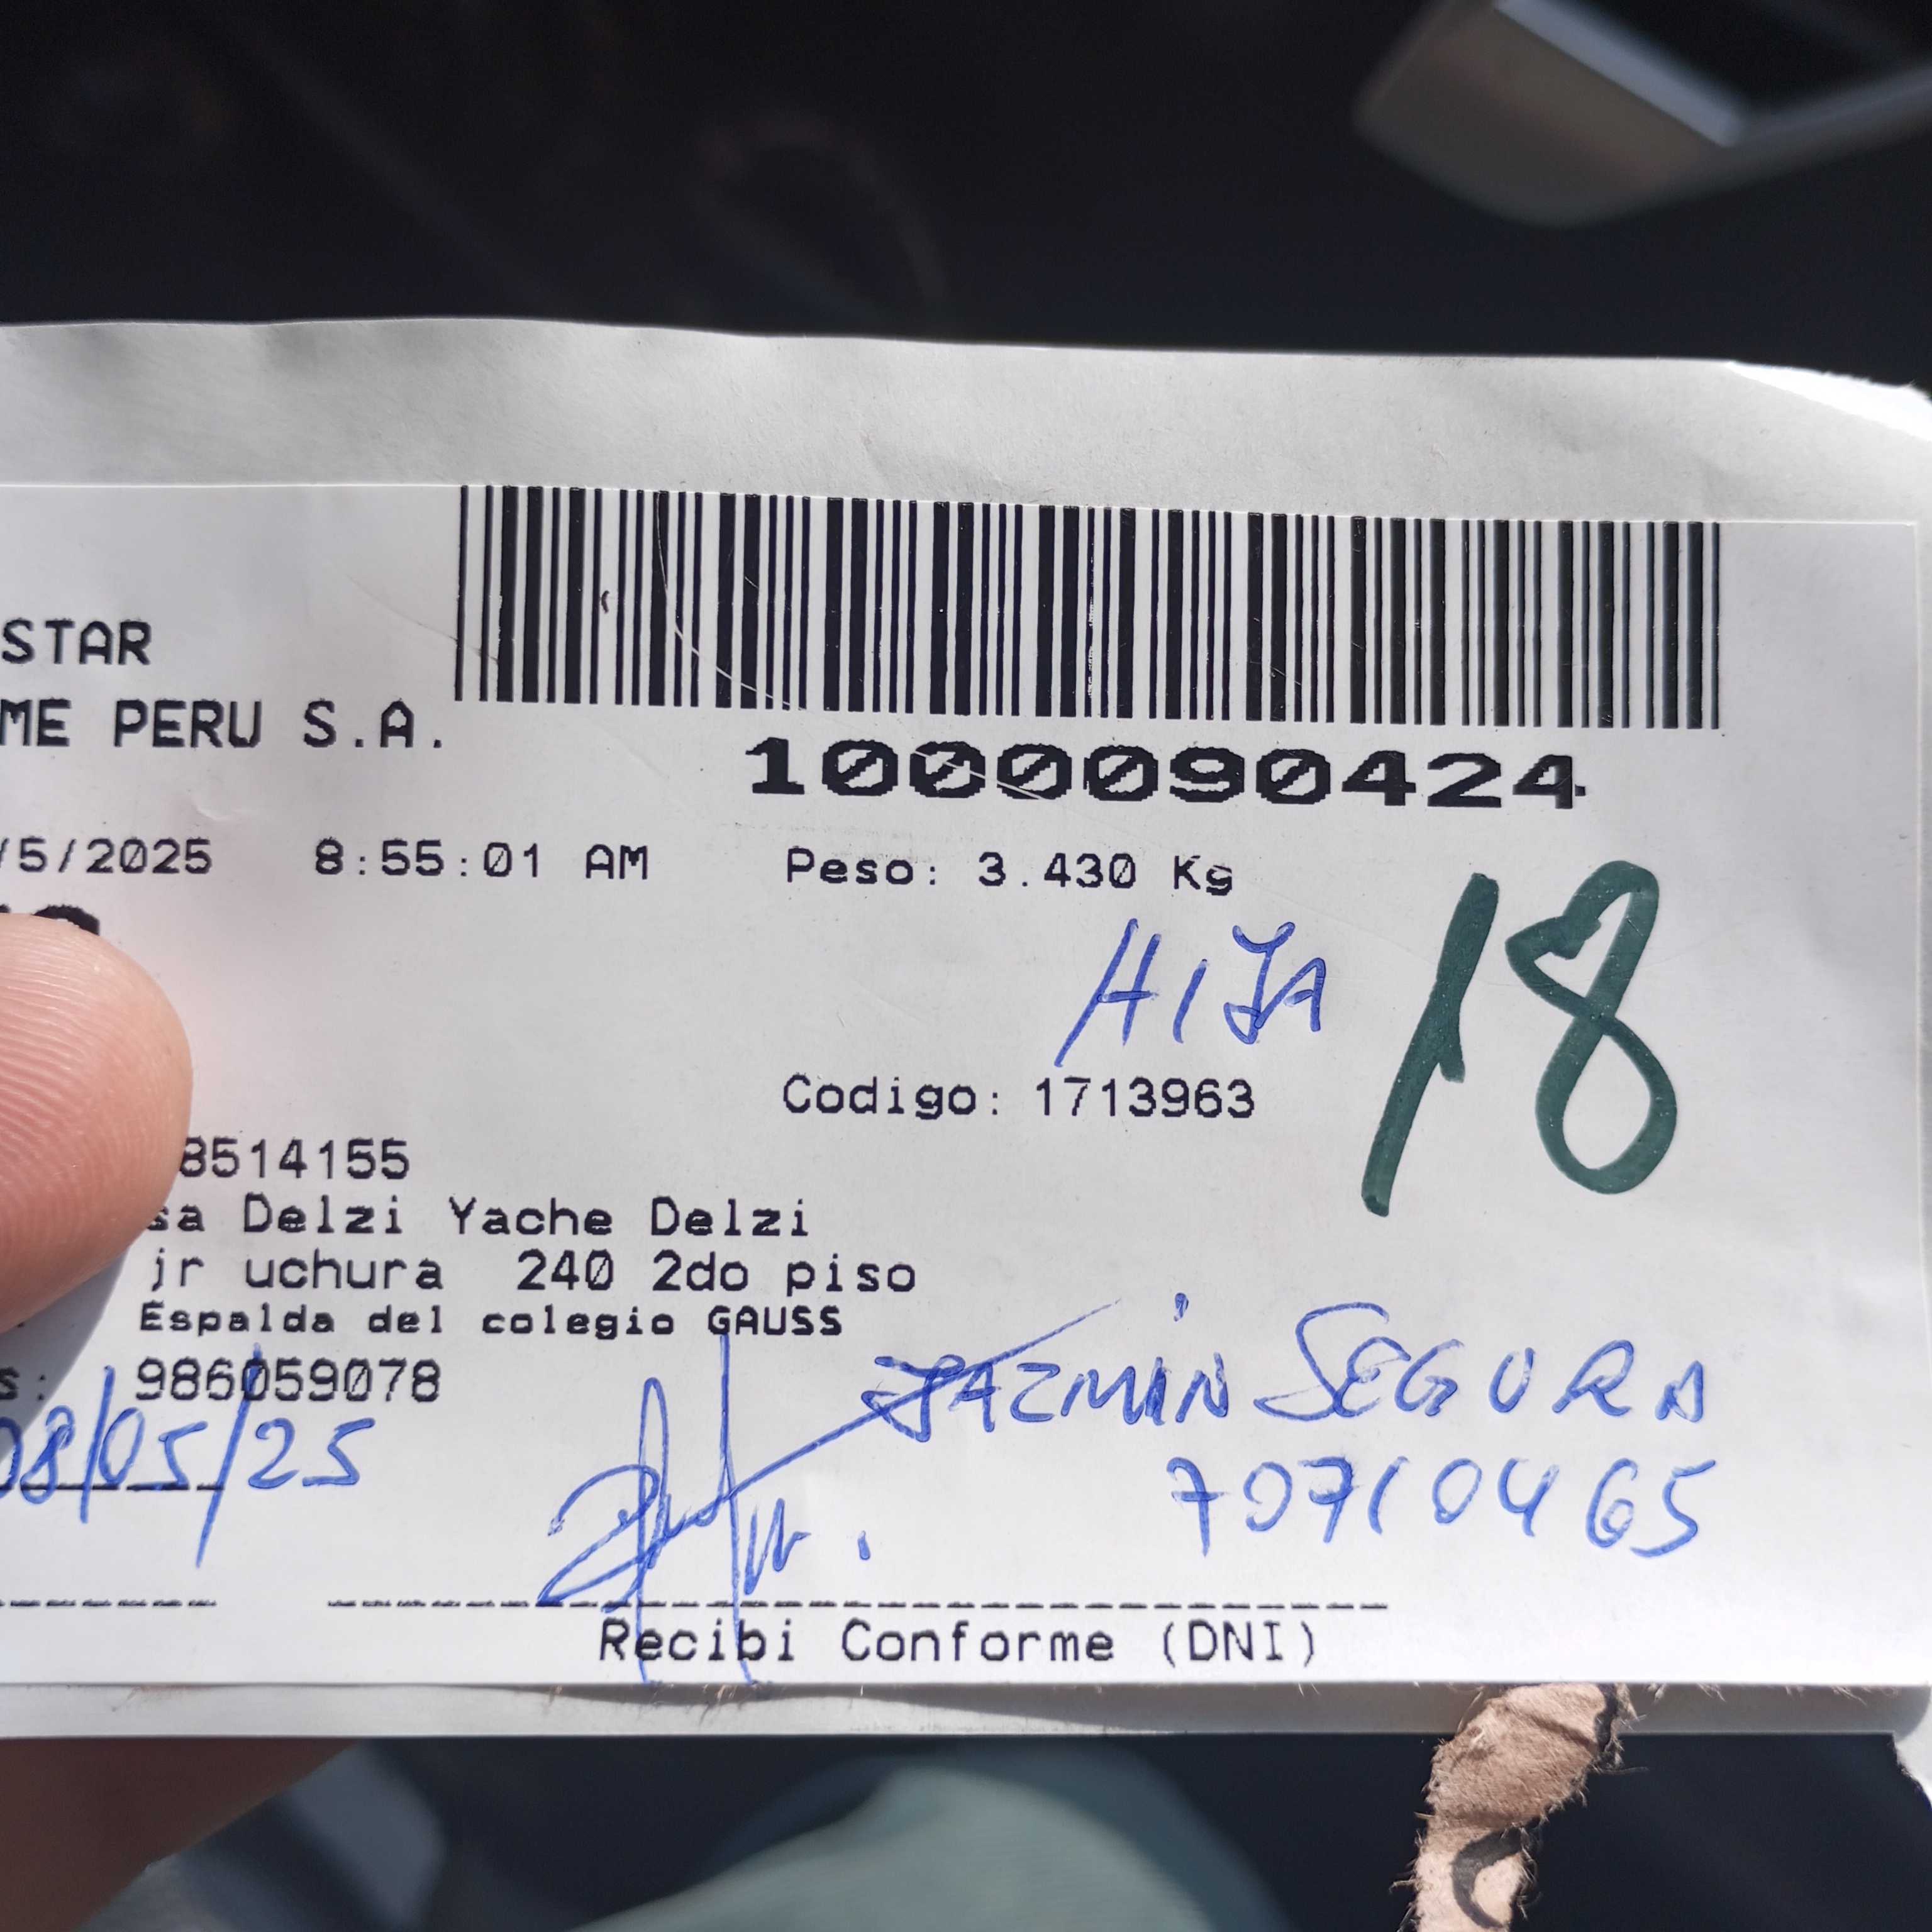 STAR
ME PERU S.A.
1000090424
/5/2025 8:55:01 AM Peso: 3.430 Kg
HIJA
18
Codigo: 1713963
8514155
sa Delzi Yache Delzi
jr uchura 240 2do piso
Espalda del colegio GAUSS
s: 986059078
JAZMIN SEGURA
08/05/25
70710465
Recibi Conforme (DNI)